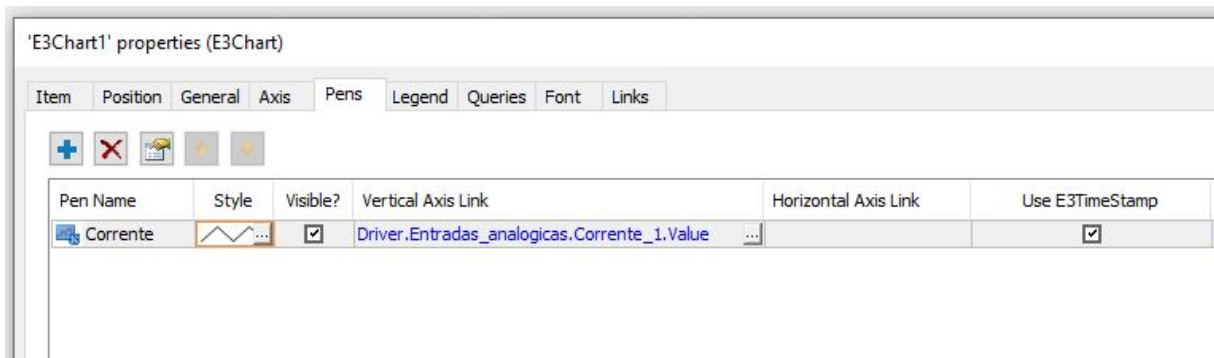 'E3Chart1' properties (E3Chart)
Item Position General Axis Pens Legend Queries Font Links
Pen Name Style Visible? Vertical Axis Link Horizontal Axis Link Use E3TimeStamp
Corrente ... Driver.Entradas_analogicas.Corrente_1.Value ...